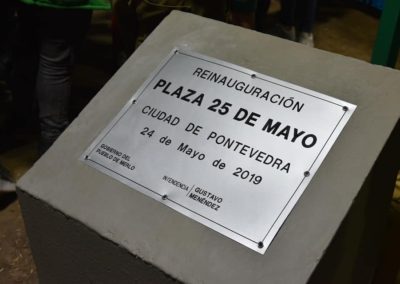 REINAUGURACIÓN
PLAZA 25 DE MAYO
CIUDAD DE PONTEVEDRA
24 de Mayo de 2019
GOBIERNO DEL
PUEBLO DE MERLO
INTENDENCIA
GUSTAVO
MENÉNDEZ